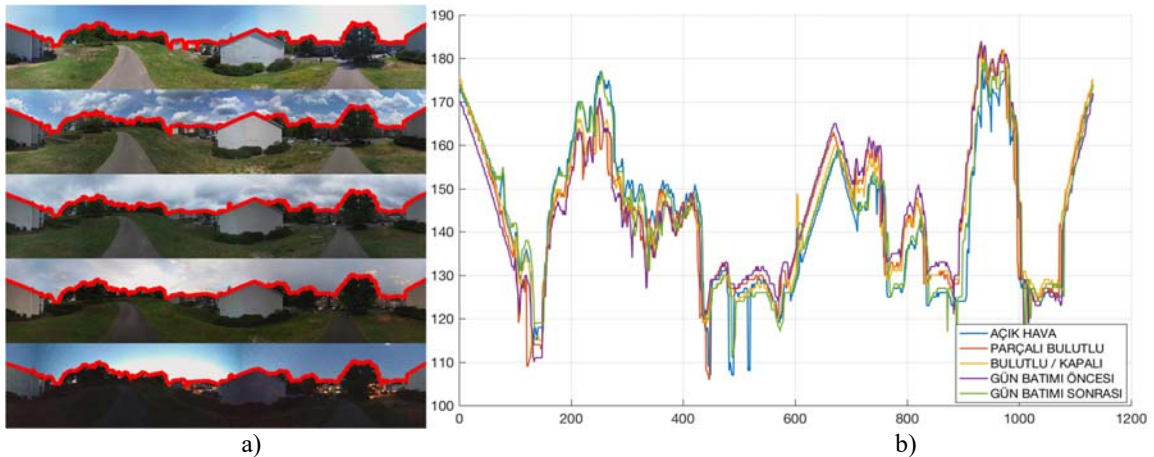 190
180
170
160
150
140
130
120
110
100
0
200
400
600
800
1000
1200
AÇIK HAVA
PARÇALI BULUTLU
BULUTLU / KAPALI
GÜN BATIMI ÖNCESİ
GÜN BATIMI SONRASI
a)
b)